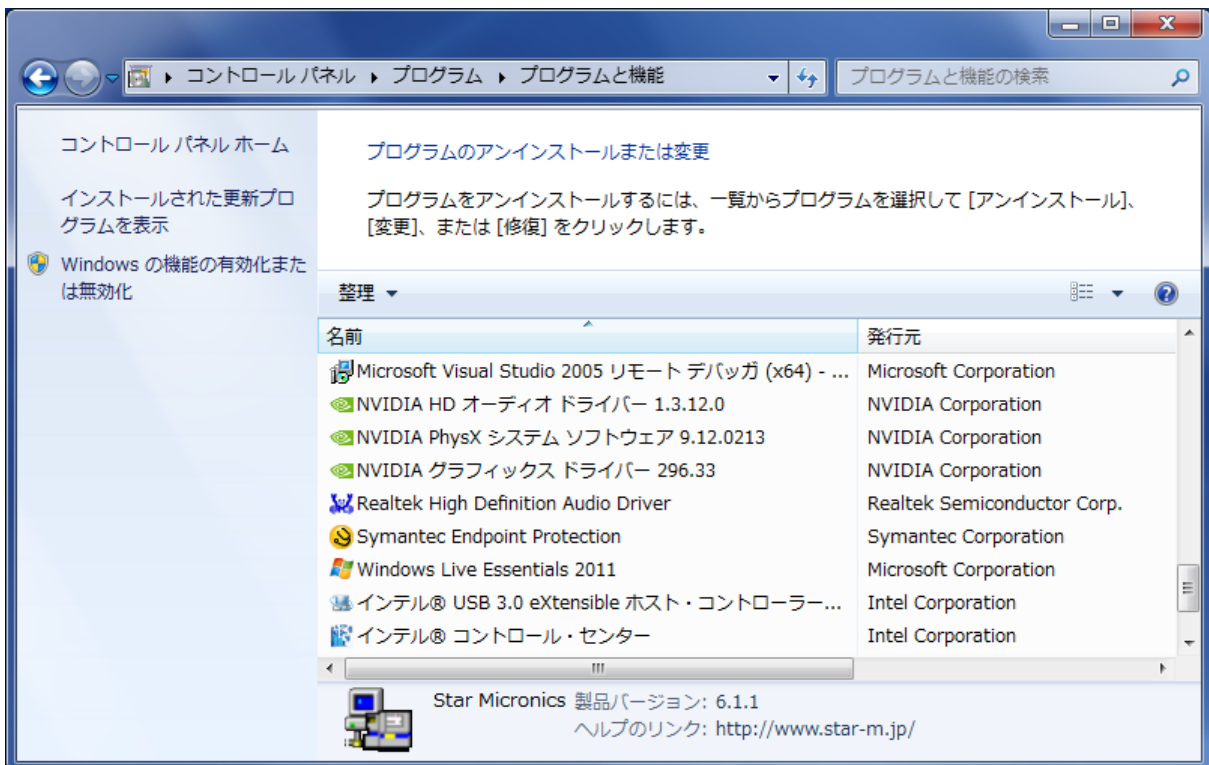 コントロール パネル ▸ プログラム ▸ プログラムと機能
プログラムと機能の検索
コントロール パネル ホーム
インストールされた更新プロ
グラムを表示
Windows の機能の有効化また
は無効化
プログラムのアンインストールまたは変更
プログラムをアンインストールするには、一覧からプログラムを選択して [アンインストール]、
[変更]、または [修復] をクリックします。
整理
名前 発行元
Microsoft Visual Studio 2005 リモート デバッガ (x64) - ... Microsoft Corporation
NVIDIA HD オーディオ ドライバー 1.3.12.0 NVIDIA Corporation
NVIDIA PhysX システム ソフトウェア 9.12.0213 NVIDIA Corporation
NVIDIA グラフィックス ドライバー 296.33 NVIDIA Corporation
Realtek High Definition Audio Driver Realtek Semiconductor Corp.
Symantec Endpoint Protection Symantec Corporation
Windows Live Essentials 2011 Microsoft Corporation
インテル® USB 3.0 eXtensible ホスト・コントローラー... Intel Corporation
インテル® コントロール・センター Intel Corporation
Star Micronics 製品バージョン: 6.1.1
ヘルプのリンク: http://www.star-m.jp/